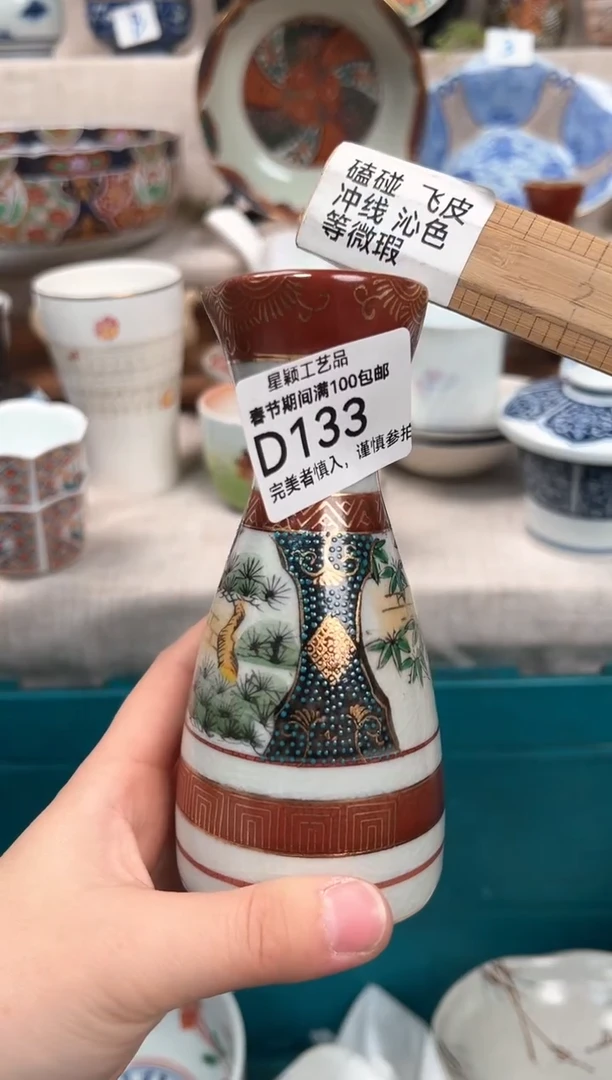 磕碰 飞皮
冲线 沁色
等微瑕
星颖工艺品
春节期间满100包邮
D133
完美者慎入，谨慎参拍